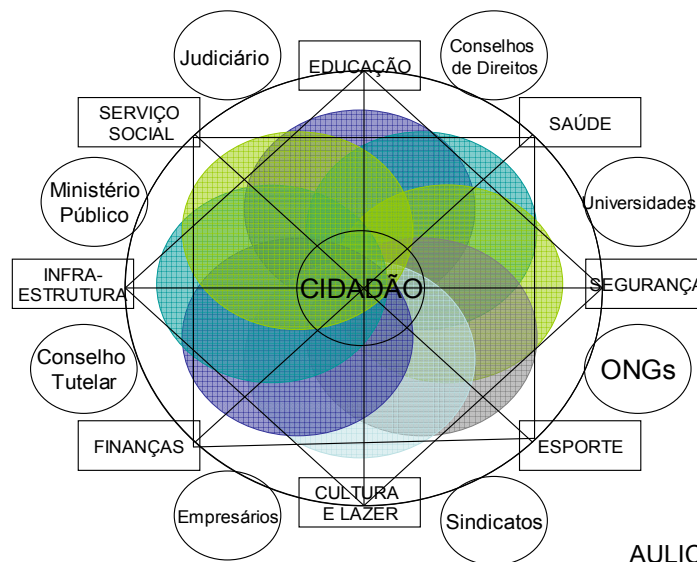 Judiciário
EDUCAÇÃO
Conselhos
de Direitos
SERVIÇO
SOCIAL
SAÚDE
Ministério
Público
Universidades
INFRA-
ESTRUTURA
CIDADÃO
SEGURANÇA
Conselho
Tutelar
ONGs
FINANÇAS
ESPORTE
CULTURA
E LAZER
Empresários
Sindicatos
AULIC